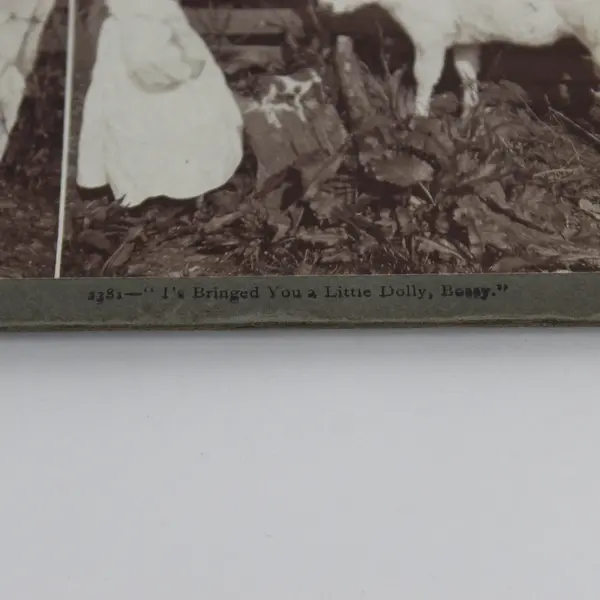 2381—" I's Bringed You a Little Dolly, Bossy."